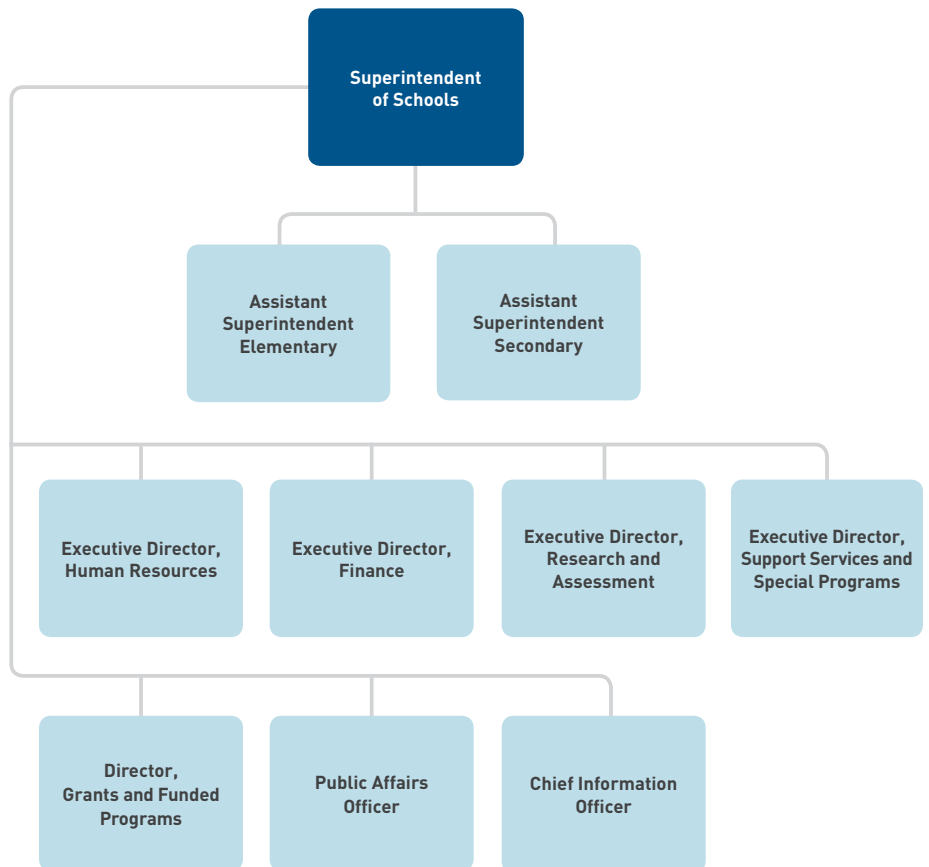 Superintendent
of Schools
Assistant
Superintendent
Elementary
Assistant
Superintendent
Secondary
Executive Director,
Human Resources
Executive Director,
Finance
Executive Director,
Research and
Assessment
Executive Director,
Support Services and
Special Programs
Director,
Grants and Funded
Programs
Public Affairs
Officer
Chief Information
Officer